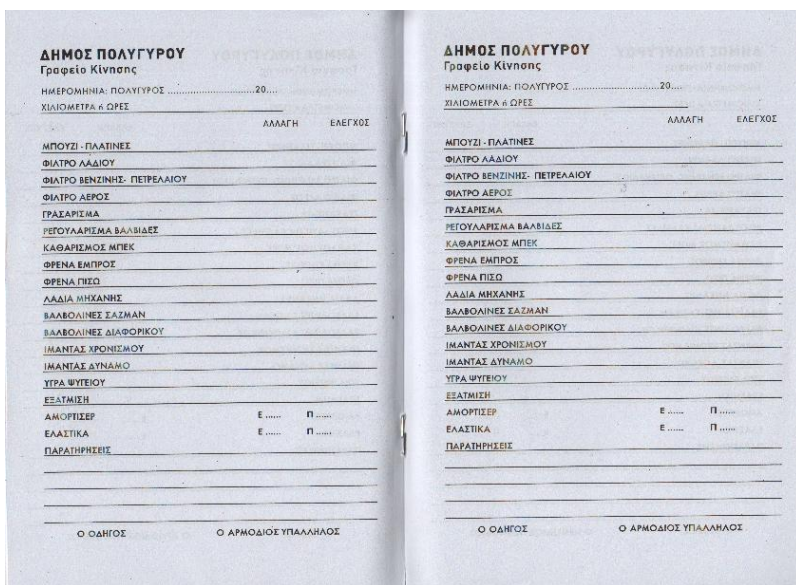 ΔΗΜΟΣ ΠΟΛΥΓΥΡΟΥ
Γραφείο Κίνησης
ΗΜΕΡΟΜΗΝΙΑ: ΠΟΛΥΓΥΡΟΣ ........................20....
ΧΙΛΙΟΜΕΤΡΑ ή ΩΡΕΣ
ΑΛΛΑΓΗ ΕΛΕΓΧΟΣ
ΜΠΟΥΖΙ - ΠΛΑΤΙΝΕΣ
ΦΙΛΤΡΟ ΛΑΔΙΟΥ
ΦΙΛΤΡΟ ΒΕΝΖΙΝΗΣ- ΠΕΤΡΕΛΑΙΟΥ
ΦΙΛΤΡΟ ΑΕΡΟΣ
ΓΡΑΣΑΡΙΣΜΑ
ΡΕΓΟΥΛΑΡΙΣΜΑ ΒΑΛΒΙΔΕΣ
ΚΑΘΑΡΙΣΜΟΣ ΜΠΕΚ
ΦΡΕΝΑ ΕΜΠΡΟΣ
ΦΡΕΝΑ ΠΙΣΩ
ΛΑΔΙΑ ΜΗΧΑΝΗΣ
ΒΑΛΒΟΛΙΝΕΣ ΣΑΖΜΑΝ
ΒΑΛΒΟΛΙΝΕΣ ΔΙΑΦΟΡΙΚΟΥ
ΙΜΑΝΤΑΣ ΧΡΟΝΙΣΜΟΥ
ΙΜΑΝΤΑΣ ΔΥΝΑΜΟ
ΥΓΡΑ ΨΥΓΕΙΟΥ
ΕΞΑΤΜΙΣΗ
ΑΜΟΡΤΙΣΕΡ Ε ...... Π ......
ΕΛΑΣΤΙΚΑ Ε ...... Π ......
ΠΑΡΑΤΗΡΗΣΕΙΣ
Ο ΟΔΗΓΟΣ Ο ΑΡΜΟΔΙΟΣ ΥΠΑΛΛΗΛΟΣ
ΔΗΜΟΣ ΠΟΛΥΓΥΡΟΥ
Γραφείο Κίνησης
ΗΜΕΡΟΜΗΝΙΑ: ΠΟΛΥΓΥΡΟΣ ........................20....
ΧΙΛΙΟΜΕΤΡΑ ή ΩΡΕΣ
ΑΛΛΑΓΗ ΕΛΕΓΧΟΣ
ΜΠΟΥΖΙ - ΠΛΑΤΙΝΕΣ
ΦΙΛΤΡΟ ΛΑΔΙΟΥ
ΦΙΛΤΡΟ ΒΕΝΖΙΝΗΣ- ΠΕΤΡΕΛΑΙΟΥ
ΦΙΛΤΡΟ ΑΕΡΟΣ
ΓΡΑΣΑΡΙΣΜΑ
ΡΕΓΟΥΛΑΡΙΣΜΑ ΒΑΛΒΙΔΕΣ
ΚΑΘΑΡΙΣΜΟΣ ΜΠΕΚ
ΦΡΕΝΑ ΕΜΠΡΟΣ
ΦΡΕΝΑ ΠΙΣΩ
ΛΑΔΙΑ ΜΗΧΑΝΗΣ
ΒΑΛΒΟΛΙΝΕΣ ΣΑΖΜΑΝ
ΒΑΛΒΟΛΙΝΕΣ ΔΙΑΦΟΡΙΚΟΥ
ΙΜΑΝΤΑΣ ΧΡΟΝΙΣΜΟΥ
ΙΜΑΝΤΑΣ ΔΥΝΑΜΟ
ΥΓΡΑ ΨΥΓΕΙΟΥ
ΕΞΑΤΜΙΣΗ
ΑΜΟΡΤΙΣΕΡ Ε ...... Π ......
ΕΛΑΣΤΙΚΑ Ε ...... Π ......
ΠΑΡΑΤΗΡΗΣΕΙΣ
Ο ΟΔΗΓΟΣ Ο ΑΡΜΟΔΙΟΣ ΥΠΑΛΛΗΛΟΣ